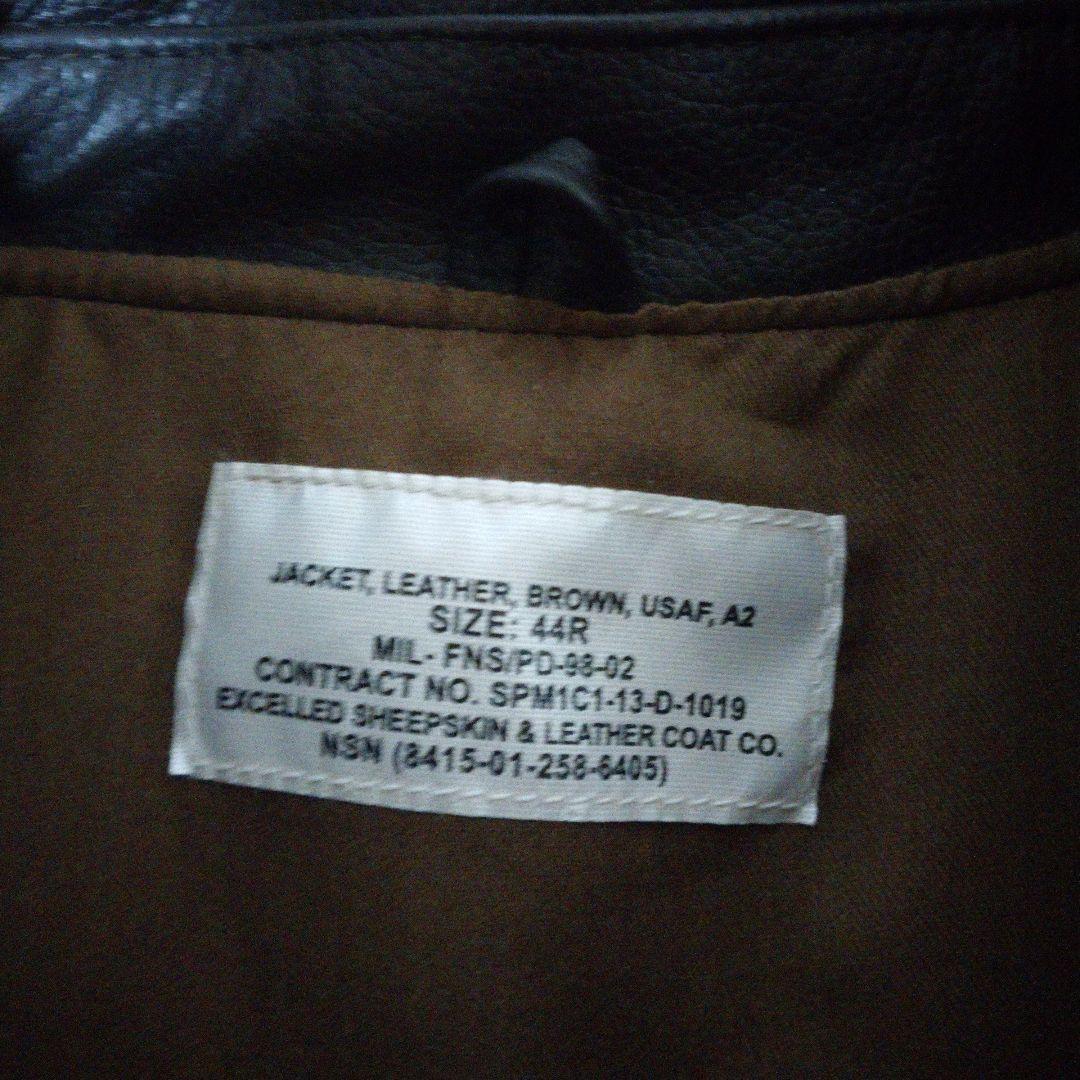 JACKET, LEATHER, BROWN, USAF, A2
SIZE: 44R
MIL- FNS/PD-98-02
CONTRACT NO. SPM1C1-13-D-1019
EXCELLED SHEEPSKIN & LEATHER COAT CO.
NSN (8415-01-258-6405)